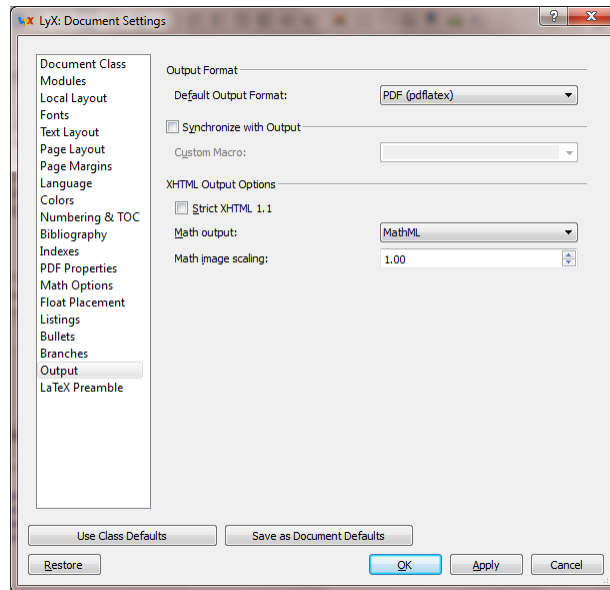 LyX: Document Settings
Document Class
Modules
Local Layout
Fonts
Text Layout
Page Layout
Page Margins
Language
Colors
Numbering & TOC
Bibliography
Indexes
PDF Properties
Math Options
Float Placement
Listings
Bullets
Branches
Output
LaTeX Preamble
Output Format
Default Output Format: PDF (pdflatex)
Synchronize with Output
Custom Macro:
XHTML Output Options
Strict XHTML 1.1
Math output: MathML
Math image scaling: 1.00
Use Class Defaults Save as Document Defaults
Restore OK Apply Cancel